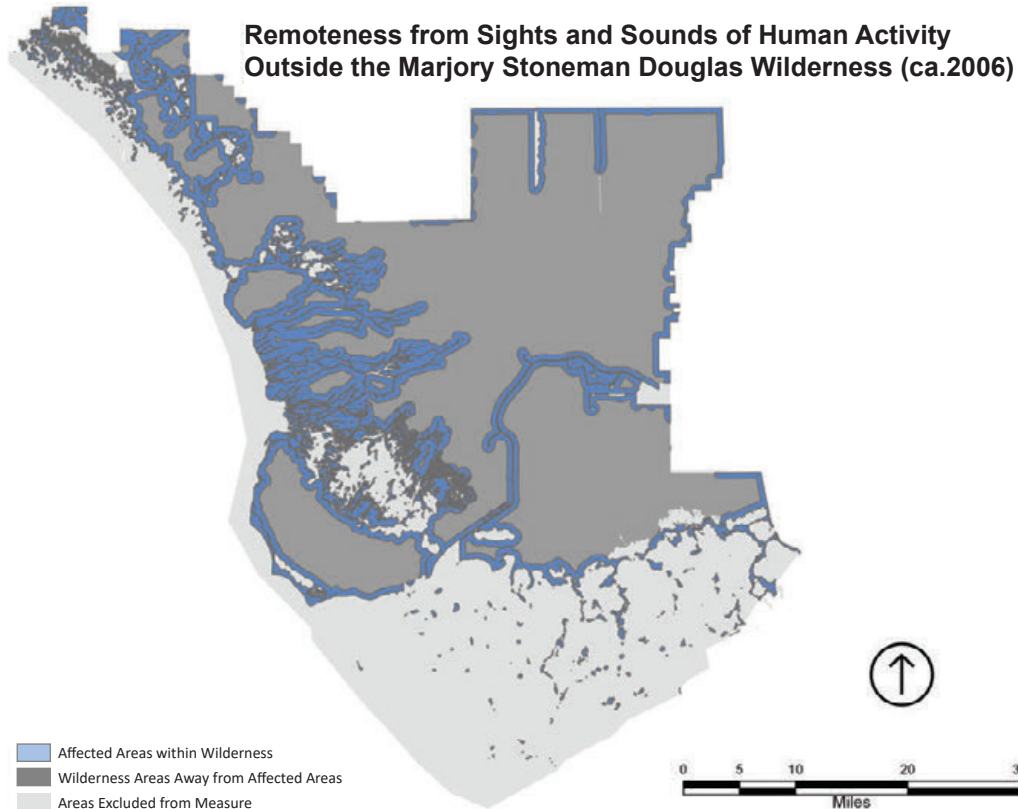 Remoteness from Sights and Sounds of Human Activity
Outside the Marjory Stoneman Douglas Wilderness (ca.2006)
Affected Areas within Wilderness
Wilderness Areas Away from Affected Areas
Areas Excluded from Measure
0 5 10 20
Miles